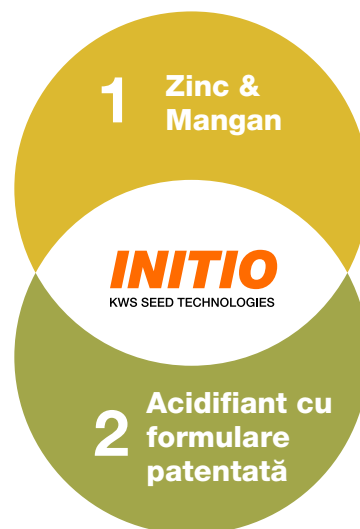 1
Zinc &
Mangan
INITIO
KWS SEED TECHNOLOGIES
2
Acidifiant cu
formulare
patentată